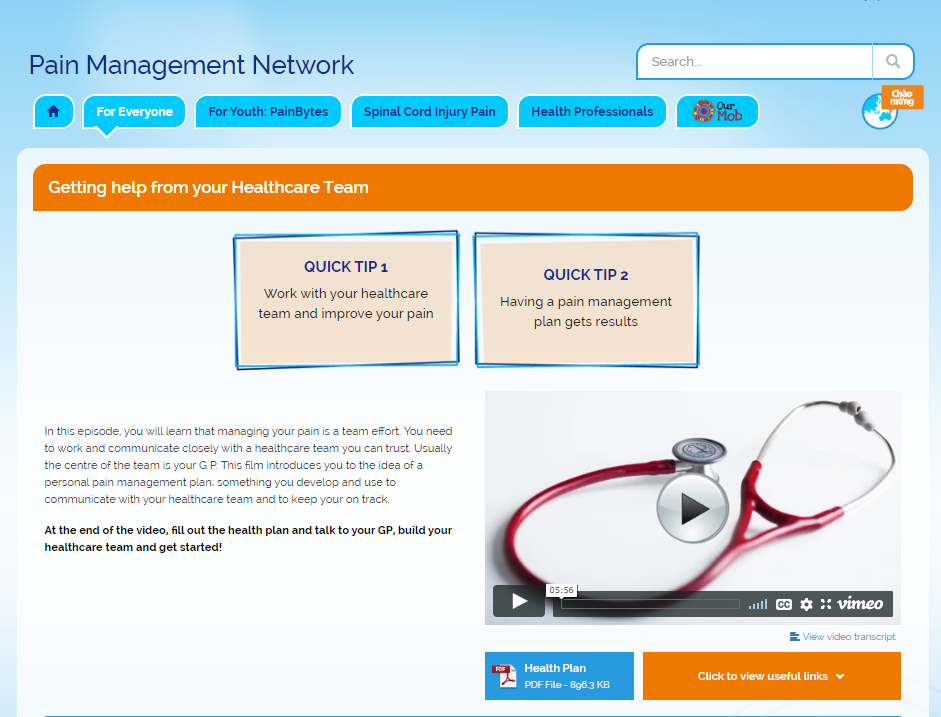 Pain Management Network
Search...
For Everyone
For Youth: PainBytes
Spinal Cord Injury Pain
Health Professionals
Our
Mob
Chào
mừng
Getting help from your Healthcare Team
QUICK TIP 1
Work with your healthcare
team and improve your pain
QUICK TIP 2
Having a pain management
plan gets results
In this episode, you will learn that managing your pain is a team effort. You need
to work and communicate closely with a healthcare team you can trust. Usually
the centre of the team is your G P. This film introduces you to the idea of a
personal pain management plan; something you develop and use to
communicate with your healthcare team and to keep your on track.
At the end of the video, fill out the health plan and talk to your GP, build your
healthcare team and get started!
05:56
CC
vimeo
View video transcript
PDF
Health Plan
PDF File - 896.3 KB
Click to view useful links